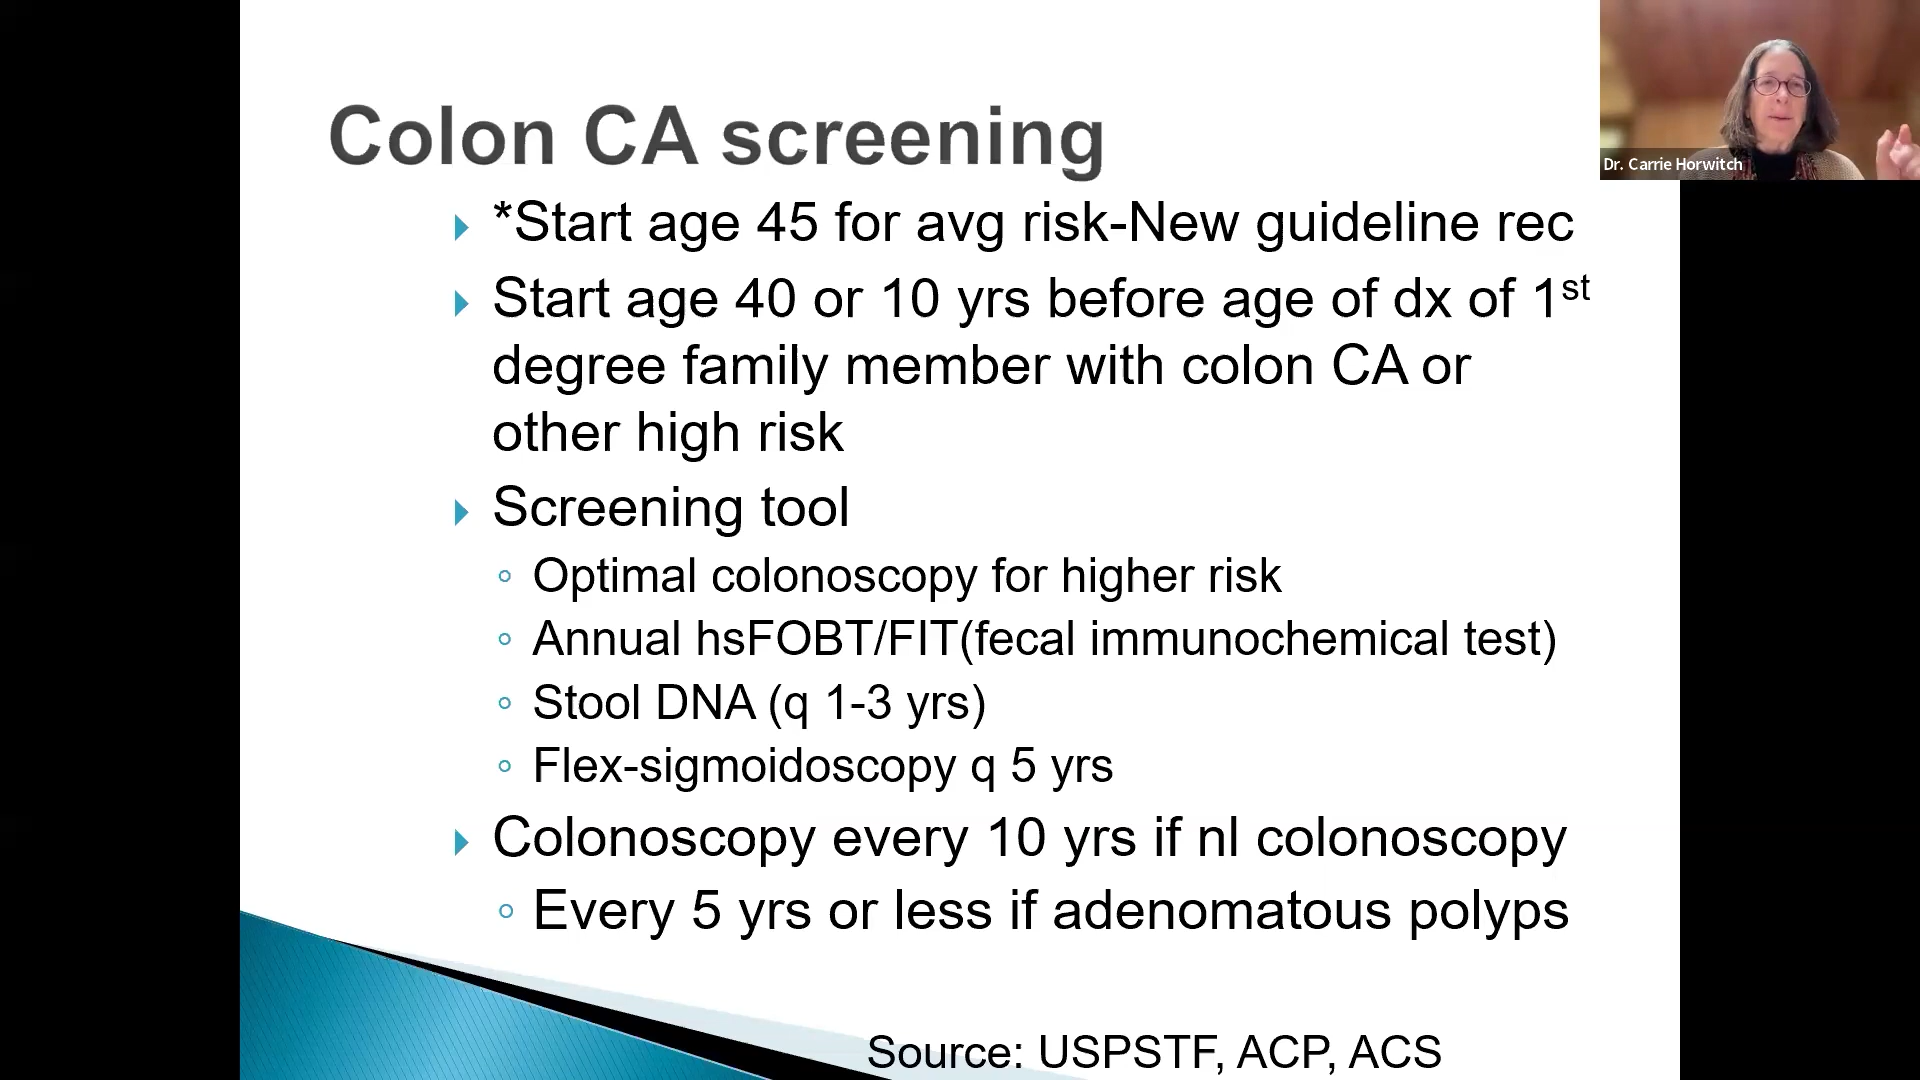 Colon CA screening
*Start age 45 for avg risk-New guideline rec
Start age 40 or 10 yrs before age of dx of 1st
degree family member with colon CA or
other high risk
Screening tool
Optimal colonoscopy for higher risk
Annual hsFOBT/FIT(fecal immunochemical test)
Stool DNA (q 1-3 yrs)
Flex-sigmoidoscopy q 5 yrs
Colonoscopy every 10 yrs if nl colonoscopy
Every 5 yrs or less if adenomatous polyps
Source: USPSTF, ACP, ACS
Dr. Carrie Horwitch